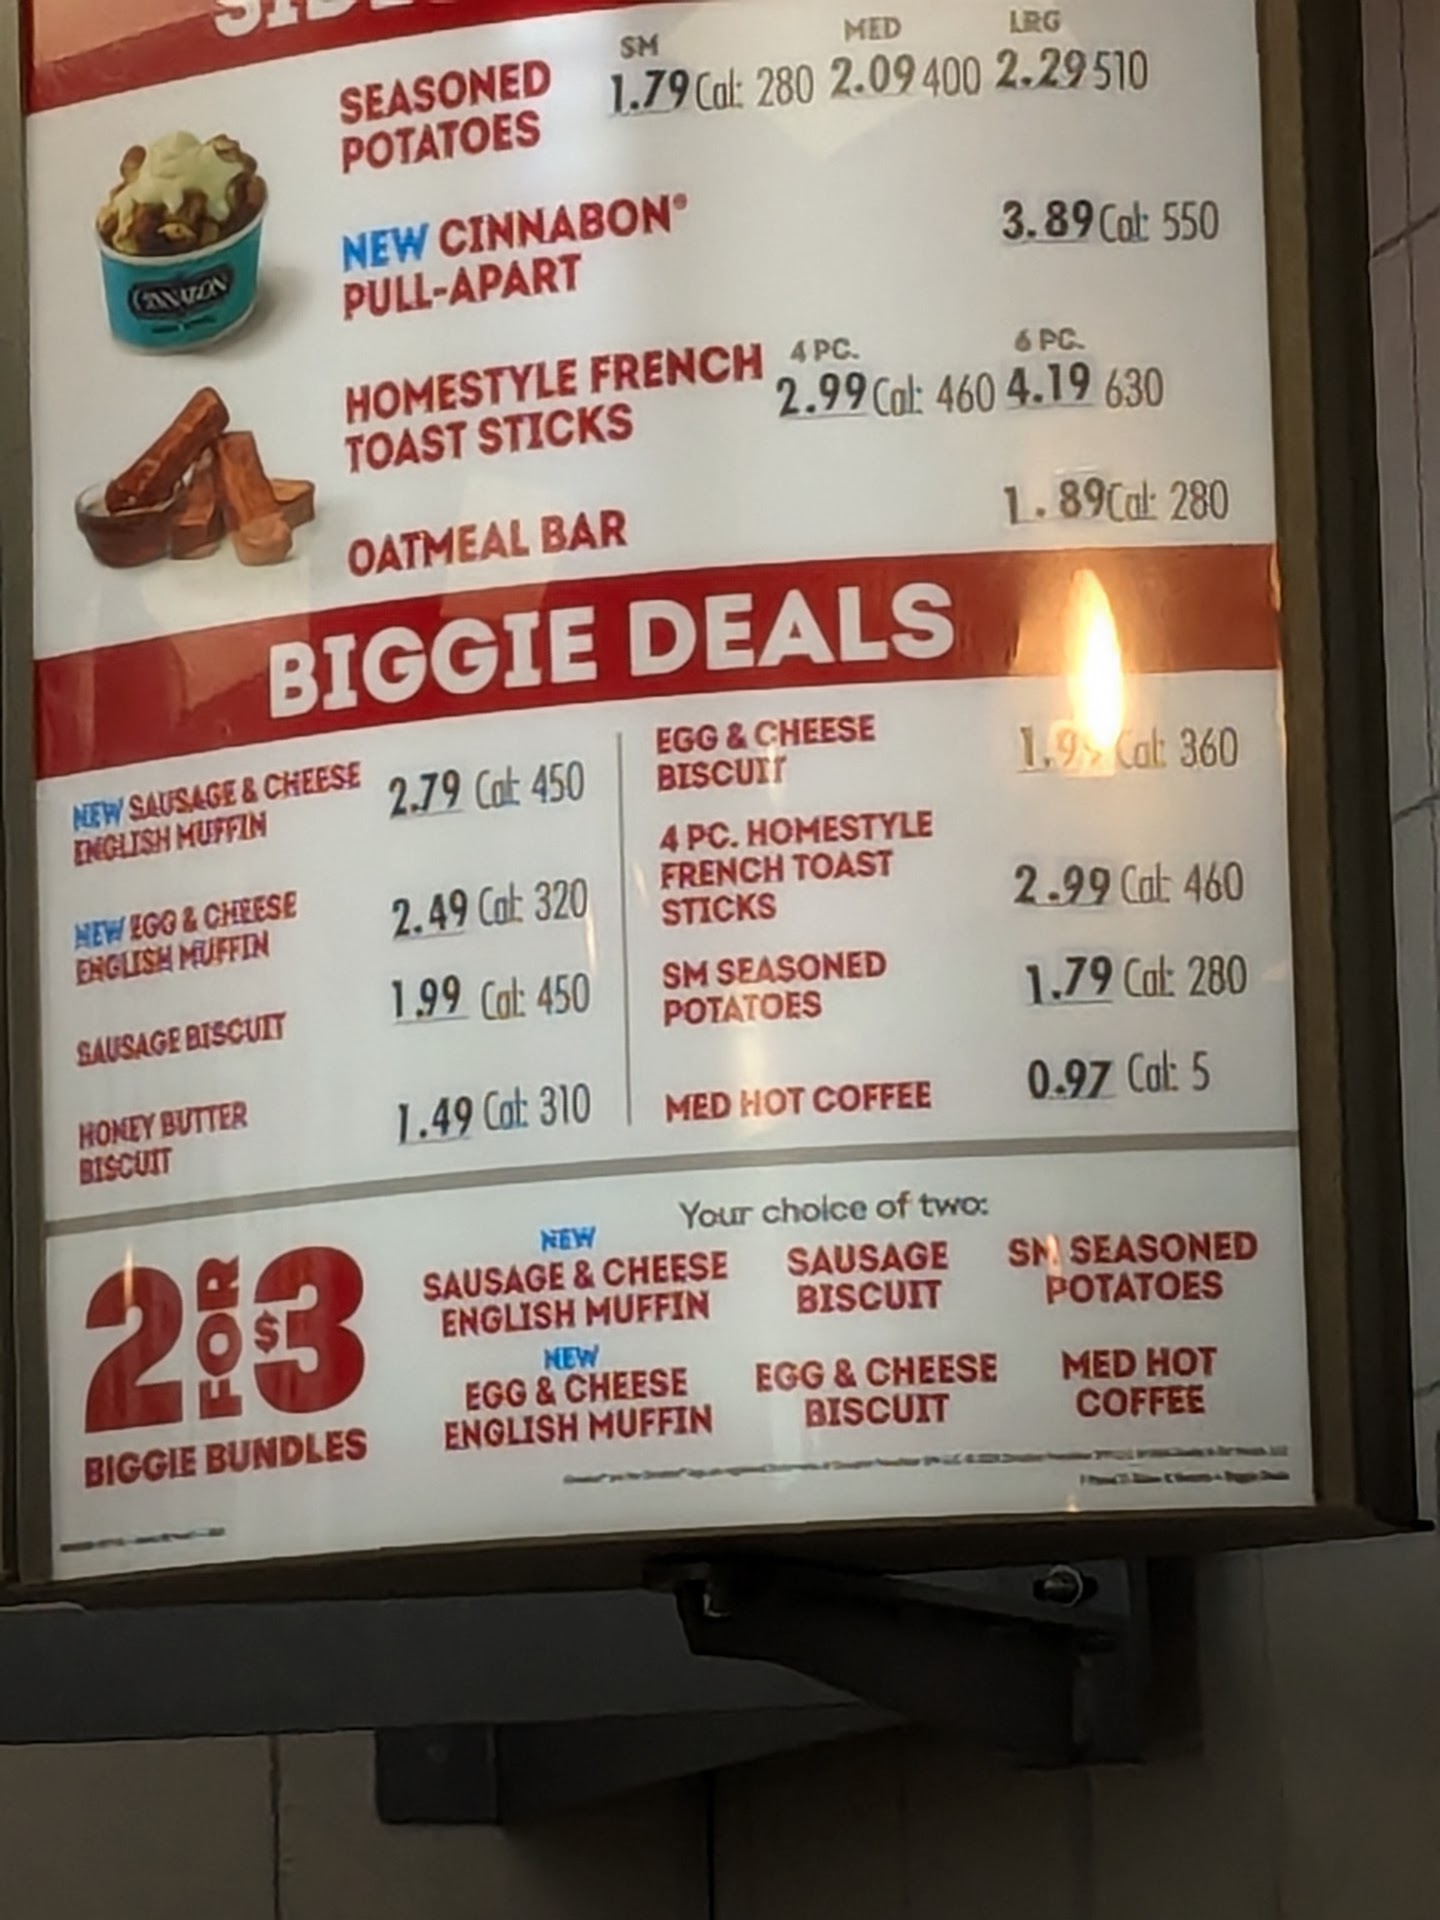 SM MED LRG
SEASONED POTATOES 1.79 Cal: 280 2.09 400 2.29 510
NEW CINNABON®
PULL-APART 3.89 Cal: 550
CINNABON
4 PC. 6 PC.
HOMESTYLE FRENCH
TOAST STICKS 2.99 Cal: 460 4.19 630
OATMEAL BAR 1.89 Cal: 280
BIGGIE DEALS
NEW SAUSAGE & CHEESE
ENGLISH MUFFIN 2.79 Cal: 450
NEW EGG & CHEESE
ENGLISH MUFFIN 2.49 Cal: 320
SAUSAGE BISCUIT 1.99 Cal: 450
HONEY BUTTER
BISCUIT 1.49 Cal: 310
EGG & CHEESE
BISCUIT 1.99 Cal: 360
4 PC. HOMESTYLE
FRENCH TOAST
STICKS 2.99 Cal: 460
SM SEASONED
POTATOES 1.79 Cal: 280
MED HOT COFFEE 0.97 Cal: 5
2 FOR $3
BIGGIE BUNDLES
Your choice of two:
NEW
SAUSAGE & CHEESE
ENGLISH MUFFIN
SAUSAGE
BISCUIT
SM SEASONED
POTATOES
NEW
EGG & CHEESE
ENGLISH MUFFIN
EGG & CHEESE
BISCUIT
MED HOT
COFFEE